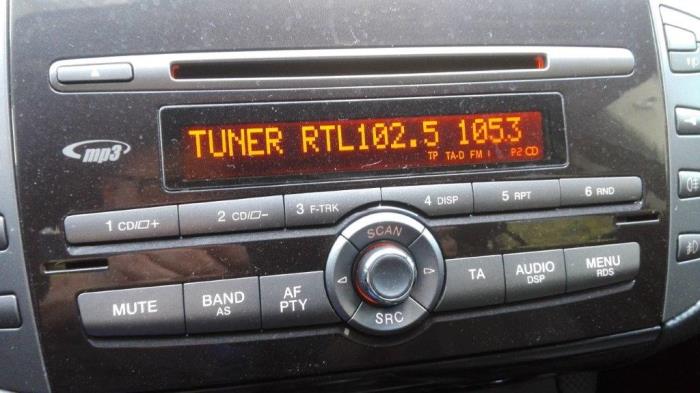 TUNER RTL102.5 105.3
TP TA-D FM I P2 CD
mp3
1 CD/+
2 CD/−
3 F-TRK
4 DISP
5 RPT
6 RND
SCAN
MUTE
BAND
AS
AF
PTY
SRC
TA
AUDIO
DSP
MENU
RDS